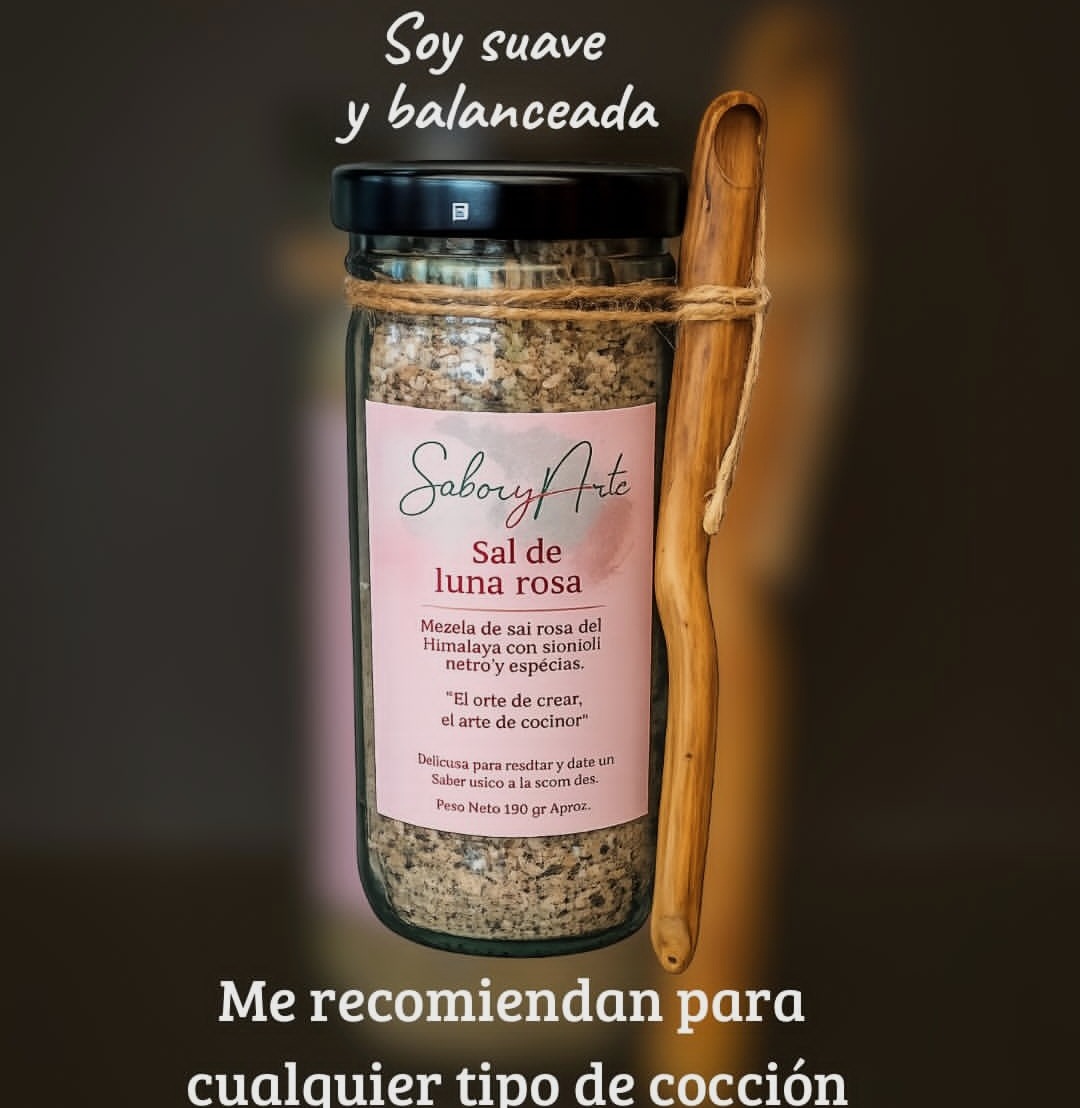 Soy suave
y balanceada
SaboryArte
Sal de
luna rosa
Mezela de sai rosa del
Himalaya con sionioli
netro'y espécias.
"El orte de crear,
el arte de cocinor"
Delicusa para resdtar y date un
Saber usico a la scom des.
Peso Neto 190 gr Aproz.
Me recomiendan para
cualquier tipo de cocción